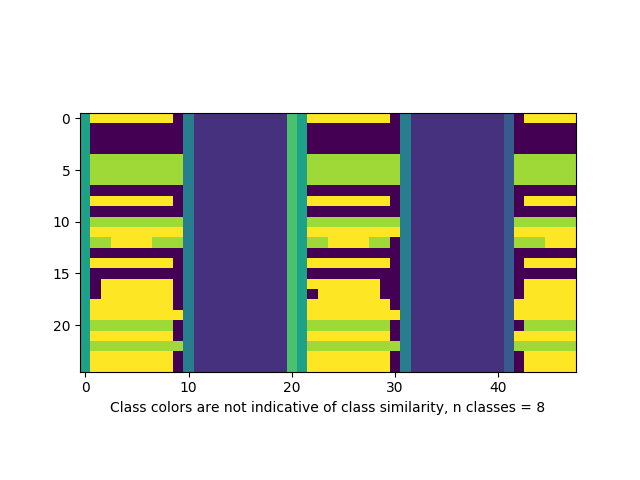 0
5
10
15
20
0 10 20 30 40
Class colors are not indicative of class similarity, n classes = 8